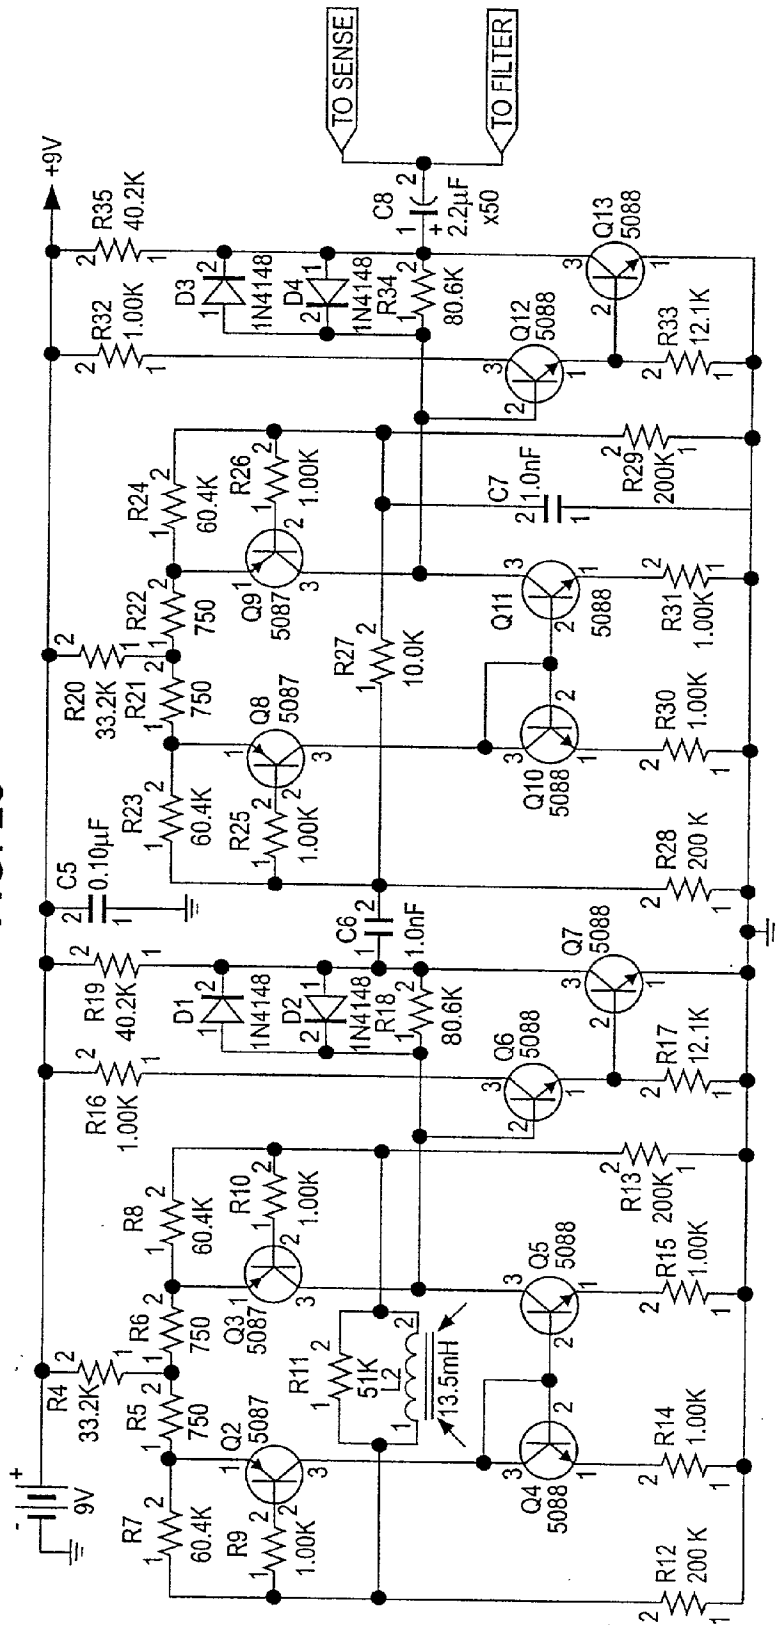 9V
- +
+9V
R4
33.2K
R5
750
R6
750
R7
60.4K
R8
60.4K
R9
1.00K
R10
1.00K
Q2
5087
Q3
5087
R11
51K
L2
13.5mH
Q4
5088
Q5
5088
R12
200 K
R13
200K
R14
1.00K
R15
1.00K
R16
1.00K
R19
40.2K
D1
1N4148
D2
1N4148
R18
80.6K
Q6
5088
Q7
5088
R17
12.1K
C5
0.10µF
C6
1.0nF
R20
33.2K
R21
750
R22
750
R23
60.4K
R24
60.4K
R25
1.00K
R26
1.00K
Q8
5087
Q9
5087
R27
10.0K
Q10
5088
Q11
5088
R28
200 K
R29
200K
C7
1.0nF
R30
1.00K
R31
1.00K
R32
1.00K
R35
40.2K
D3
1N4148
D4
1N4148
R34
80.6K
Q12
5088
Q13
5088
R33
12.1K
C8
2.2µF
x50
TO SENSE
TO FILTER